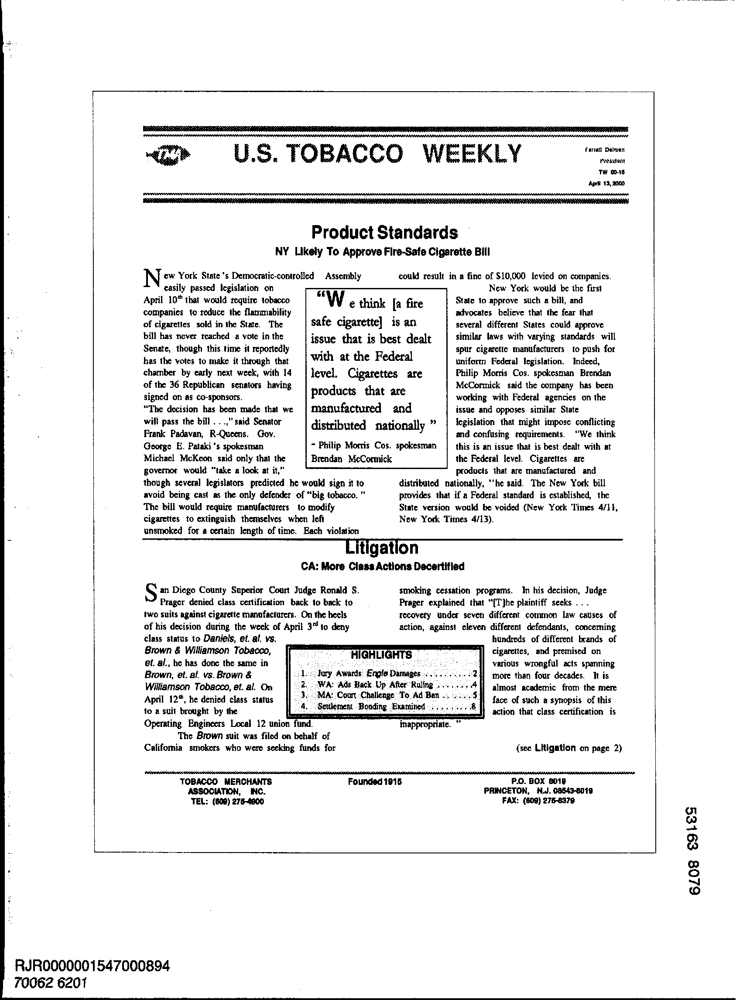 TMA
U.S. TOBACCO WEEKLY
Farrell Delman
President
TW 00-15
April 13, 2000
Product Standards
NY Likely To Approve Fire-Safe Cigarette Bill
New York State's Democratic-controlled Assembly
easily passed legislation on
April 10th that would require tobacco
companies to reduce the flammability
of cigarettes sold in the State. The
bill has never reached a vote in the
Senate, though this time it reportedly
has the votes to make it through that
chamber by early next week, with 14
of the 36 Republican senators having
signed on as co-sponsors.
"The decision has been made that we
will pass the bill . . .," said Senator
Frank Padavan, R-Queens. Gov.
George E. Pataki's spokesman
Michael McKeon said only that the
governor would "take a look at it,"
though several legislators predicted he would sign it to
avoid being cast as the only defender of "big tobacco."
The bill would require manufacturers to modify
cigarettes to extinguish themselves when left
unsmoked for a certain length of time. Each violation
"We think [a fire
safe cigarette] is an
issue that is best dealt
with at the Federal
level. Cigarettes are
products that are
manufactured and
distributed nationally "
- Philip Morris Cos. spokesman
Brendan McCormick
could result in a fine of $10,000 levied on companies.
New York would be the first
State to approve such a bill, and
advocates believe that the fear that
several different States could approve
similar laws with varying standards will
spur cigarette manufacturers to push for
uniform Federal legislation. Indeed,
Philip Morris Cos. spokesman Brendan
McCormick said the company has been
working with Federal agencies on the
issue and opposes similar State
legislation that might impose conflicting
and confusing requirements. "We think
this is an issue that is best dealt with at
the Federal level. Cigarettes are
products that are manufactured and
distributed nationally, "he said. The New York bill
provides that if a Federal standard is established, the
State version would be voided (New York Times 4/11,
New York Times 4/13).
Litigation
CA: More Class Actions Decertified
San Diego County Superior Court Judge Ronald S.
Prager denied class certification back to back to
two suits against cigarette manufacturers. On the heels
of his decision during the week of April 3rd to deny
class status to Daniels, et. al. vs.
Brown & Williamson Tobacco,
et. al., he has done the same in
Brown, et. al. vs. Brown &
Williamson Tobacco, et. al. On
April 12th, he denied class status
to a suit brought by the
Operating Engineers Local 12 union fund.
The Brown suit was filed on behalf of
California smokers who were seeking funds for
HIGHLIGHTS
1. Jury Awards Engle Damages . . . . . . . . . . 2
2. WA: Ads Back Up After Ruling . . . . . . . . 4
3. MA: Court Challenge To Ad Ban . . . . . . 5
4. Settlement Bonding Examined . . . . . . . . . 8
smoking cessation programs. In his decision, Judge
Prager explained that "[T]he plaintiff seeks . . .
recovery under seven different common law causes of
action, against eleven different defendants, concerning
hundreds of different brands of
cigarettes, and premised on
various wrongful acts spanning
more than four decades. It is
almost academic from the mere
face of such a synopsis of this
action that class certification is
inappropriate. "
(see Litigation on page 2)
TOBACCO MERCHANTS
ASSOCIATION, INC.
TEL: (609) 275-4900
Founded 1915
P.O. BOX 8019
PRINCETON, N.J. 08543-8019
FAX: (609) 275-8379
53163 8079
RJR0000001547000894
70062 6201